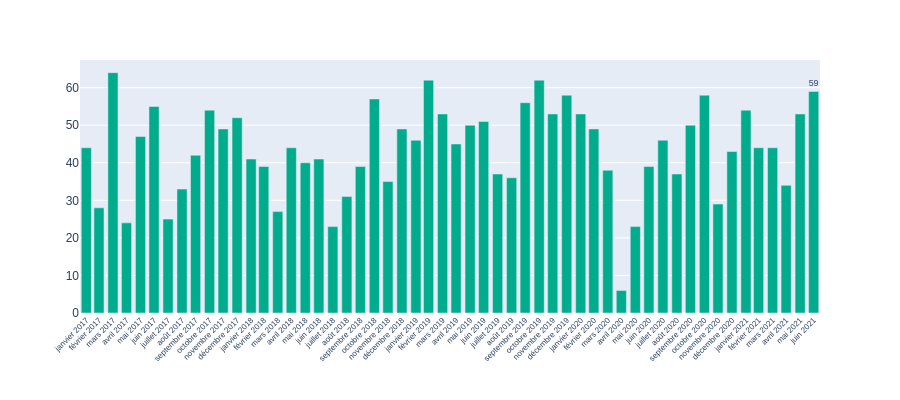 59
60
50
40
30
20
10
0
janvier 2017
février 2017
mars 2017
avril 2017
mai 2017
juin 2017
juillet 2017
août 2017
septembre 2017
octobre 2017
novembre 2017
décembre 2017
janvier 2018
février 2018
mars 2018
avril 2018
mai 2018
juin 2018
juillet 2018
août 2018
septembre 2018
octobre 2018
novembre 2018
décembre 2018
janvier 2019
février 2019
mars 2019
avril 2019
mai 2019
juin 2019
juillet 2019
août 2019
septembre 2019
octobre 2019
novembre 2019
décembre 2019
janvier 2020
février 2020
mars 2020
avril 2020
mai 2020
juin 2020
juillet 2020
août 2020
septembre 2020
octobre 2020
novembre 2020
décembre 2020
janvier 2021
février 2021
mars 2021
avril 2021
mai 2021
juin 2021